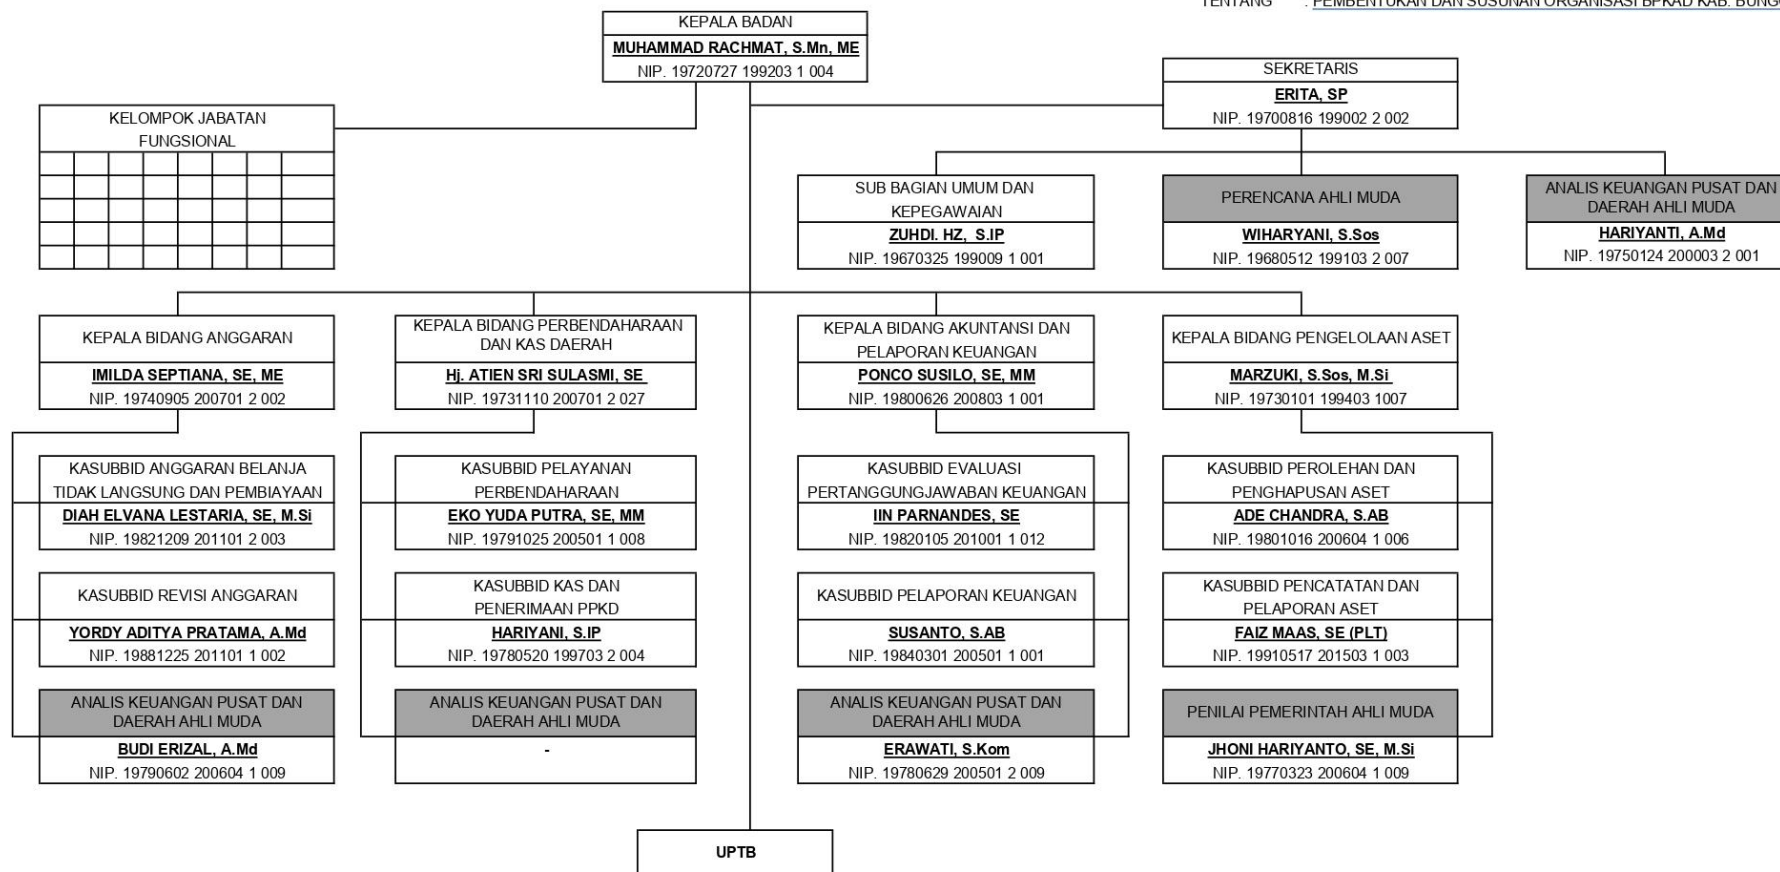 TENTANG : PEMBENTUKAN DAN SUSUNAN ORGANISASI BPKAD KAB.
KEPALA BADAN
MUHAMMAD RACHMAT, S.Mn, ME
NIP. 19720727 199203 1 004
SEKRETARIS
ERITA, SP
NIP. 19700816 199002 2 002
KELOMPOK JABATAN
FUNGSIONAL
SUB BAGIAN UMUM DAN
KEPEGAWAIAN
ZUHDI. HZ, S.IP
NIP. 19670325 199009 1 001
PERENCANA AHLI MUDA
WIHARYANI, S.Sos
NIP. 19680512 199103 2 007
ANALIS KEUANGAN PUSAT DAN
DAERAH AHLI MUDA
HARIYANTI, A.Md
NIP. 19750124 200003 2 001
KEPALA BIDANG ANGGARAN
IMILDA SEPTIANA, SE, ME
NIP. 19740905 200701 2 002
KEPALA BIDANG PERBENDAHARAAN
DAN KAS DAERAH
Hj. ATIEN SRI SULASMI, SE
NIP. 19731110 200701 2 027
KEPALA BIDANG AKUNTANSI DAN
PELAPORAN KEUANGAN
PONCO SUSILO, SE, MM
NIP. 19800626 200803 1 001
KEPALA BIDANG PENGELOLAAN ASET
MARZUKI, S.Sos, M.Si
NIP. 19730101 199403 1007
KASUBBID ANGGARAN BELANJA
TIDAK LANGSUNG DAN PEMBIAYAAN
DIAH ELVANA LESTARIA, SE, M.Si
NIP. 19821209 201101 2 003
KASUBBID PELAYANAN
PERBENDAHARAAN
EKO YUDA PUTRA, SE, MM
NIP. 19791025 200501 1 008
KASUBBID EVALUASI
PERTANGGUNGJAWABAN KEUANGAN
IIN PARNANDES, SE
NIP. 19820105 201001 1 012
KASUBBID PEROLEHAN DAN
PENGHAPUSAN ASET
ADE CHANDRA, S.AB
NIP. 19801016 200604 1 006
KASUBBID REVISI ANGGARAN
YORDY ADITYA PRATAMA, A.Md
NIP. 19881225 201101 1 002
KASUBBID KAS DAN
PENERIMAAN PPKD
HARIYANI, S.IP
NIP. 19780520 199703 2 004
KASUBBID PELAPORAN KEUANGAN
SUSANTO, S.AB
NIP. 19840301 200501 1 001
KASUBBID PENCATATAN DAN
PELAPORAN ASET
FAIZ MAAS, SE (PLT)
NIP. 19910517 201503 1 003
ANALIS KEUANGAN PUSAT DAN
DAERAH AHLI MUDA
BUDI ERIZAL, A.Md
NIP. 19790602 200604 1 009
ANALIS KEUANGAN PUSAT DAN
DAERAH AHLI MUDA
-
ANALIS KEUANGAN PUSAT DAN
DAERAH AHLI MUDA
ERAWATI, S.Kom
NIP. 19780629 200501 2 009
PENILAI PEMERINTAH AHLI MUDA
JHONI HARIYANTO, SE, M.Si
NIP. 19770323 200604 1 009
UPTB